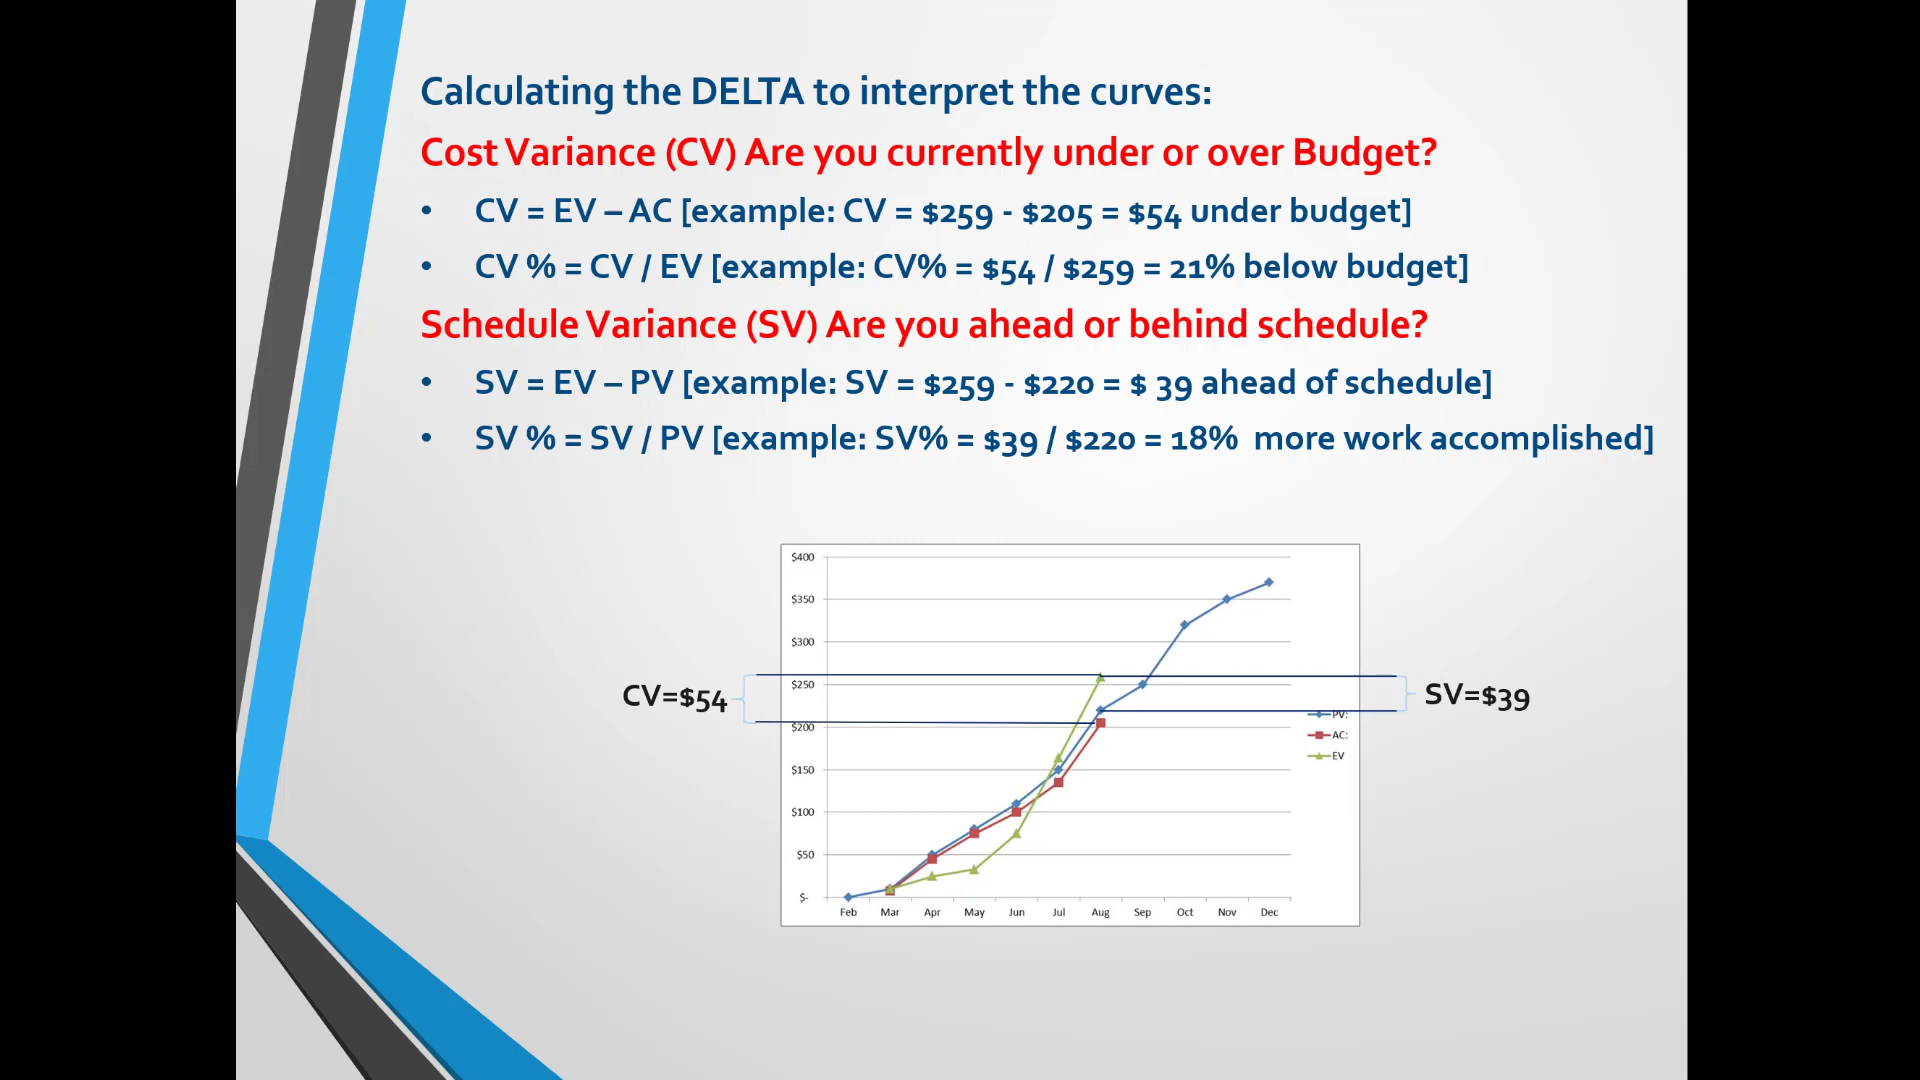 Calculating the DELTA to interpret the curves:
Cost Variance (CV) Are you currently under or over Budget?
• CV = EV – AC [example: CV = $259 - $205 = $54 under budget]
• CV % = CV / EV [example: CV% = $54 / $259 = 21% below budget]
Schedule Variance (SV) Are you ahead or behind schedule?
• SV = EV – PV [example: SV = $259 - $220 = $ 39 ahead of schedule]
• SV % = SV / PV [example: SV% = $39 / $220 = 18%  more work accomplished]
$400
$350
$300
$250
$200
$150
$100
$50
$-
Feb Mar Apr May Jun Jul Aug Sep Oct Nov Dec
CV=$54
SV=$39
PV:
AC:
EV